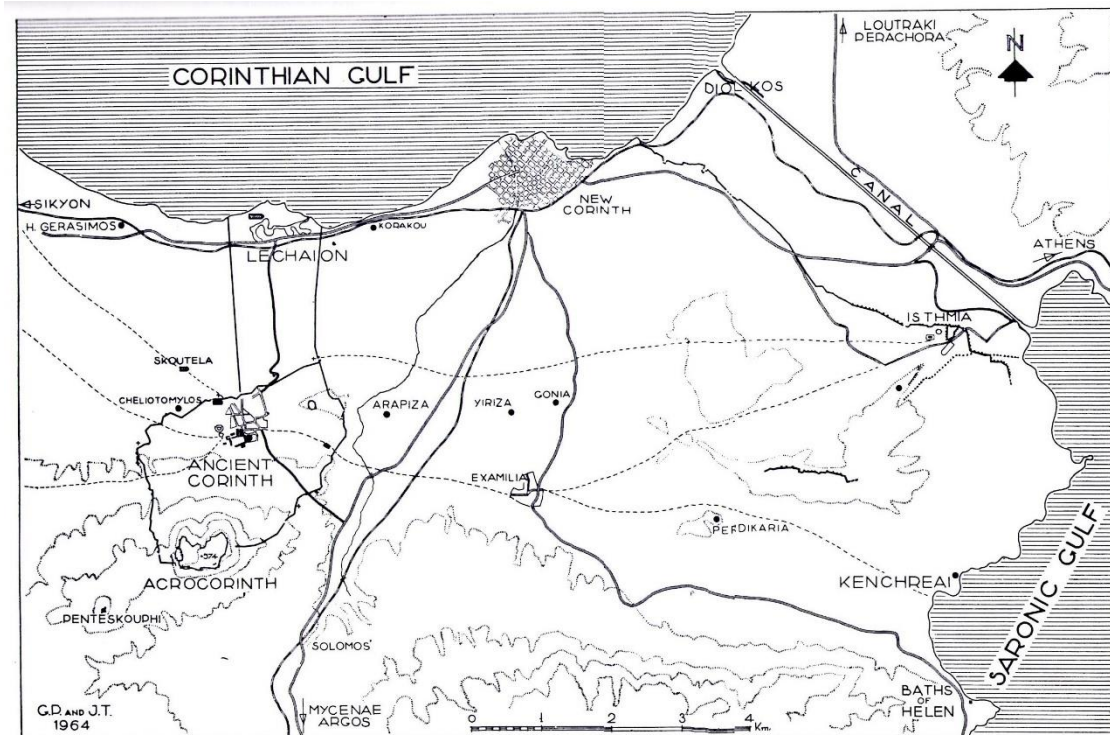 LOUTRAKI
PERACHORA
N
CORINTHIAN GULF
DIOLKOS
CANAL
SIKYON
H. GERASIMOS
KORAKOU
NEW
CORINTH
LECHAION
ATHENS
ISTHMIA
SKOUTELA
CHELIOTOMYLOS
ARAPIZA
YIRIZA
GONIA
ANCIENT
CORINTH
EXAMILIA
PERDIKARIA
574
ACROCORINTH
KENCHREAI
SARONIC GULF
PENTESKOUPHI
SOLOMOS
BATHS
OF
HELEN
G.P. AND J.T.
1964
MYCENAE
ARGOS
0 1 2 3 4 Km.